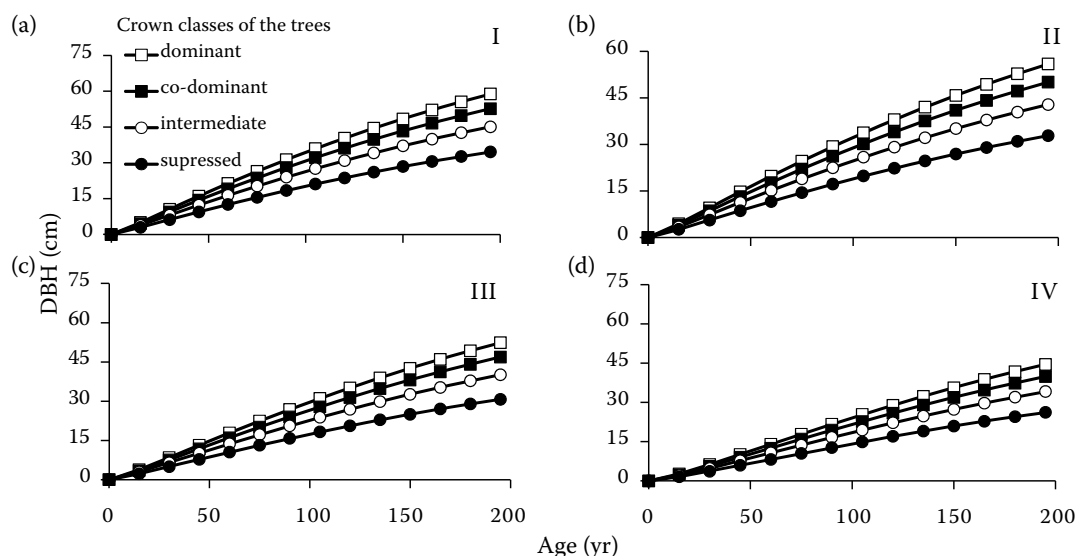 (a)
Crown classes of the trees
I
75
dominant
60
co-dominant
45
intermediate
30
supressed
15
0
(b)
II
60
45
30
15
0
DBH (cm)
(c)
III
75
60
45
30
15
0
0 50 100 150 200
(d)
IV
75
60
45
30
15
0
0 50 100 150 200
Age (yr)